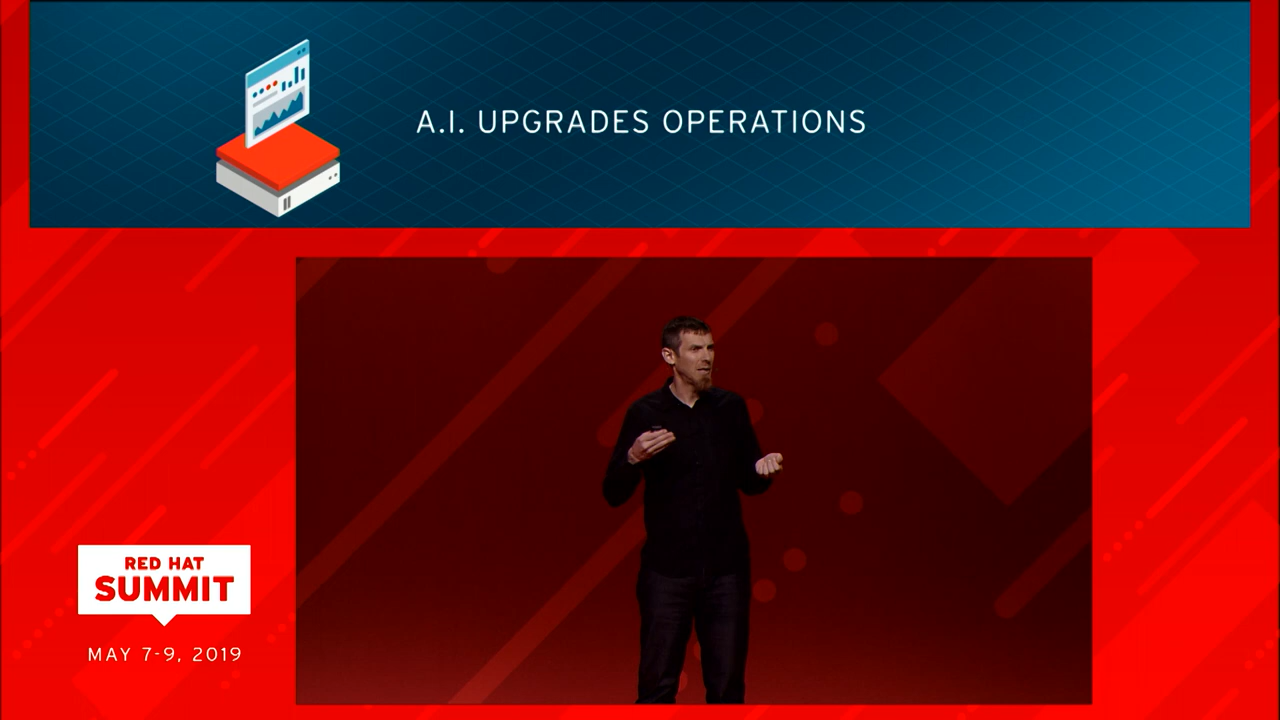 A.I. UPGRADES OPERATIONS
RED HAT
SUMMIT
MAY 7-9, 2019